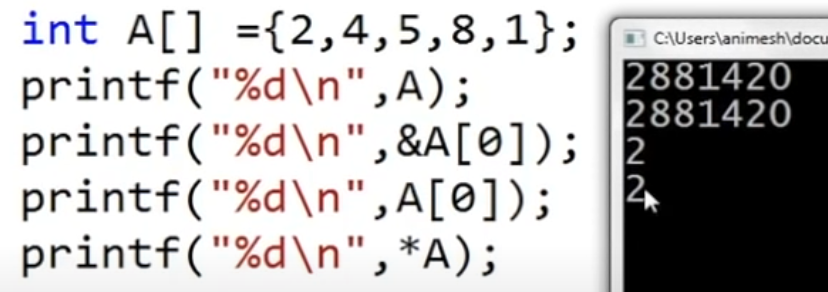 int A[] ={2,4,5,8,1};
printf("%d\n",A);
printf("%d\n",&A[0]);
printf("%d\n",A[0]);
printf("%d\n",*A);
C:\Users\animesh\docu
2881420
2881420
2
2